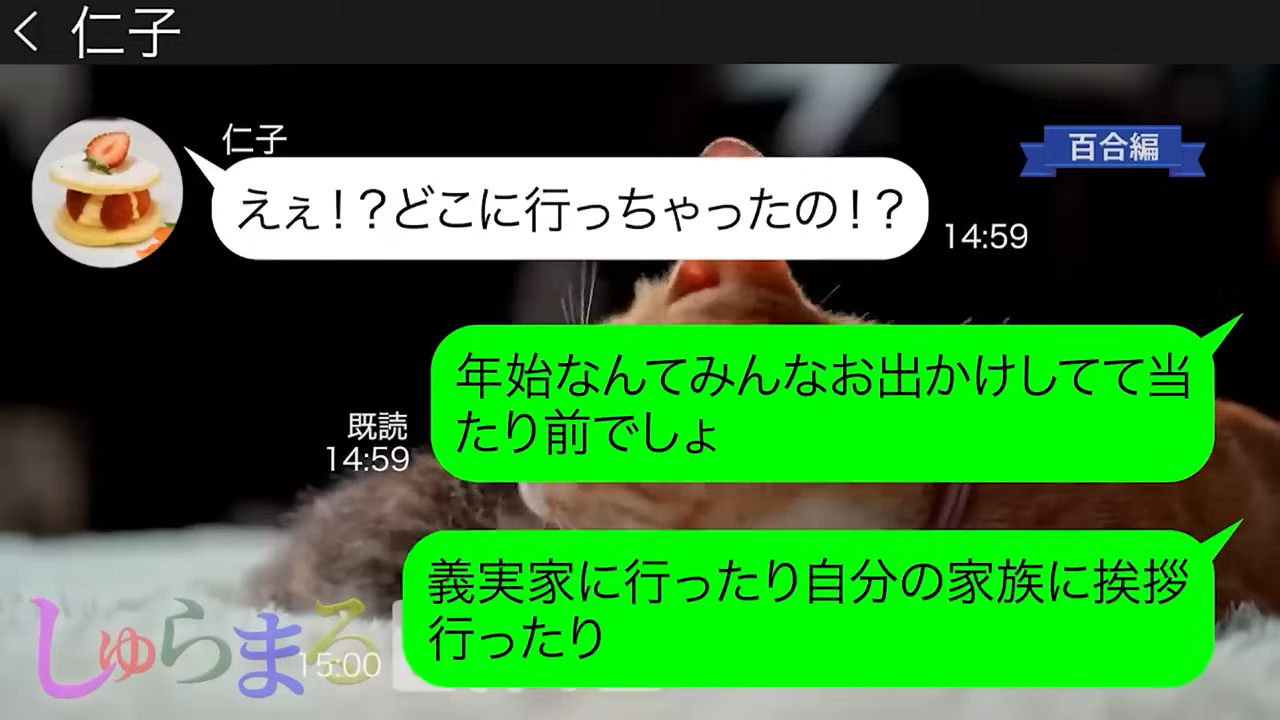 仁子
仁子
百合編
えぇ！？どこに行っちゃったの！？
14:59
年始なんてみんなお出かけしてて当
たり前でしょ
既読
14:59
義実家に行ったり自分の家族に挨拶
行ったり
しゅらまる
15:00